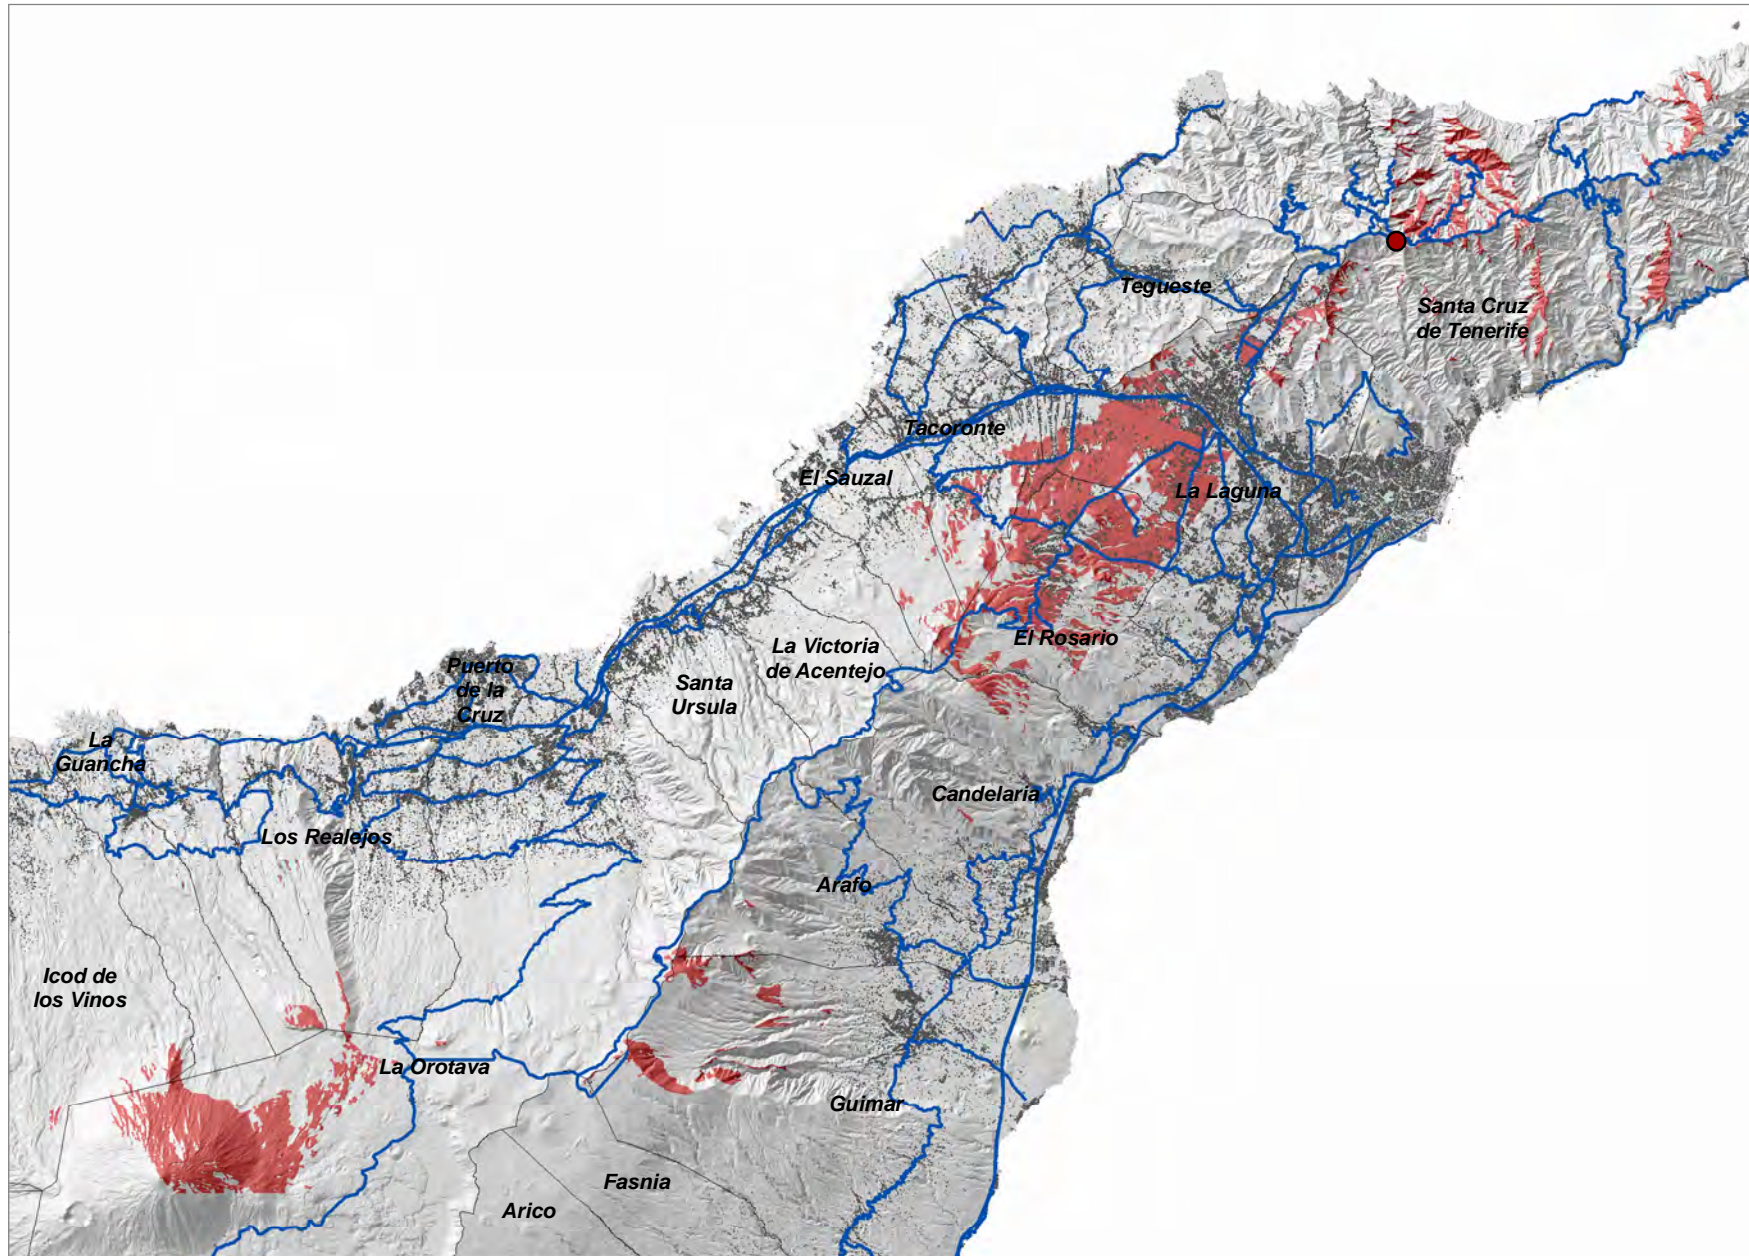 Tegueste
Santa Cruz
de Tenerife
Tacoronte
El Sauzal
La Laguna
El Rosario
La Victoria
de Acentejo
Puerto
de la
Cruz
Santa
Ursula
La
Guancha
Candelaria
Los Realejos
Arafo
Icod de
los Vinos
La Orotava
Guimar
Fasnia
Arico